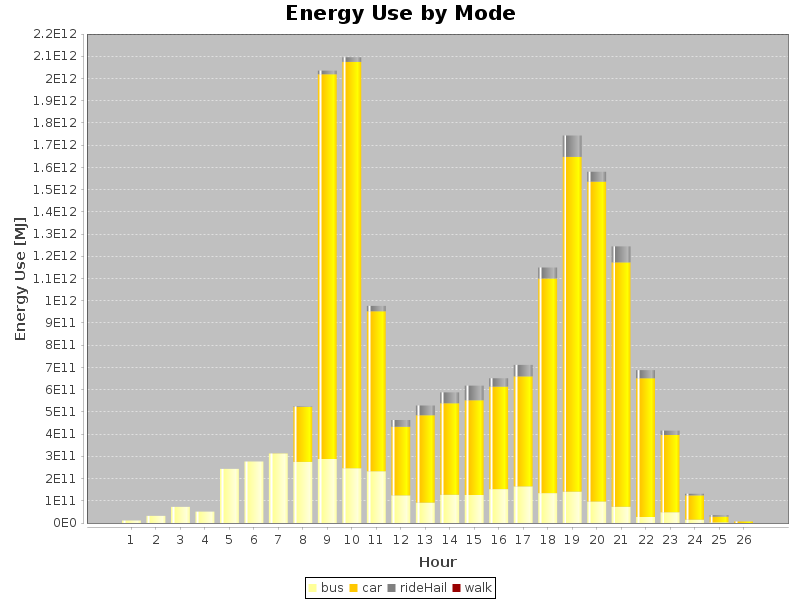 Energy Use by Mode
Energy Use [MJ]
2.2E12
2.1E12
2E12
1.9E12
1.8E12
1.7E12
1.6E12
1.5E12
1.4E12
1.3E12
1.2E12
1.1E12
1E12
9E11
8E11
7E11
6E11
5E11
4E11
3E11
2E11
1E11
0E0
1 2 3 4 5 6 7 8 9 10 11 12 13 14 15 16 17 18 19 20 21 22 23 24 25 26
Hour
bus car rideHail walk